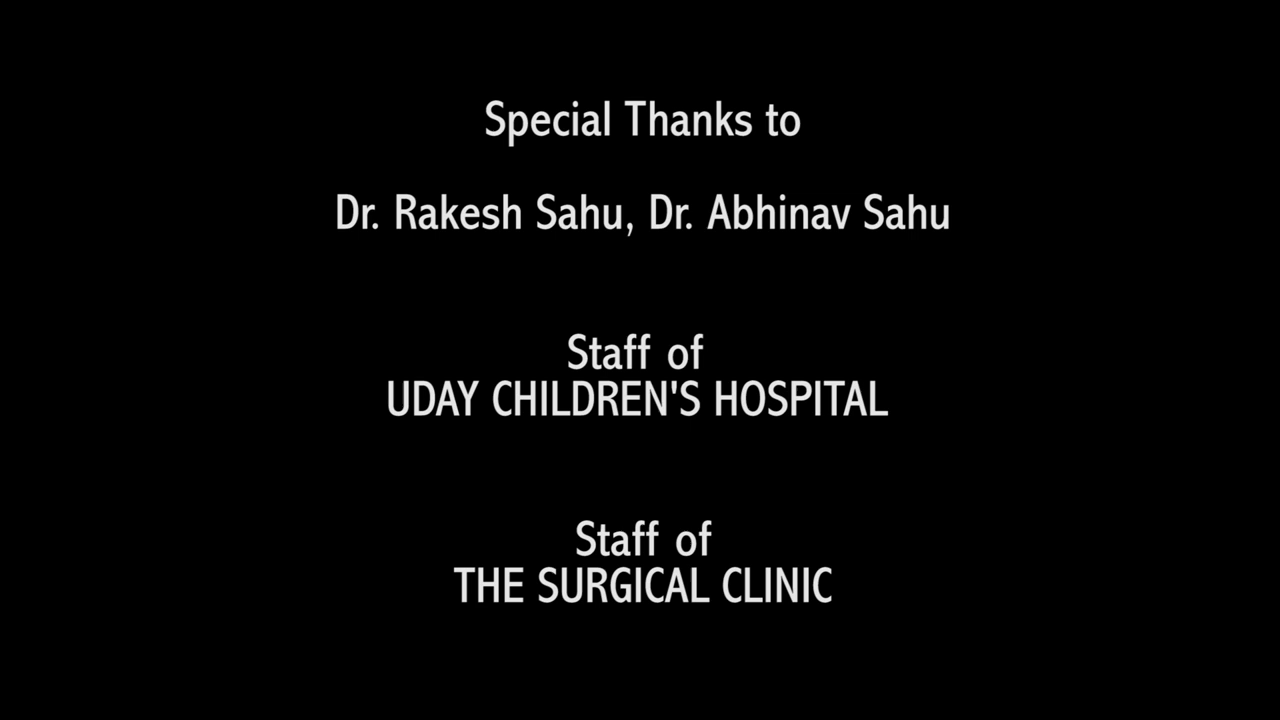 Special Thanks to
Dr. Rakesh Sahu, Dr. Abhinav Sahu
Staff of
UDAY CHILDREN'S HOSPITAL
Staff of
THE SURGICAL CLINIC